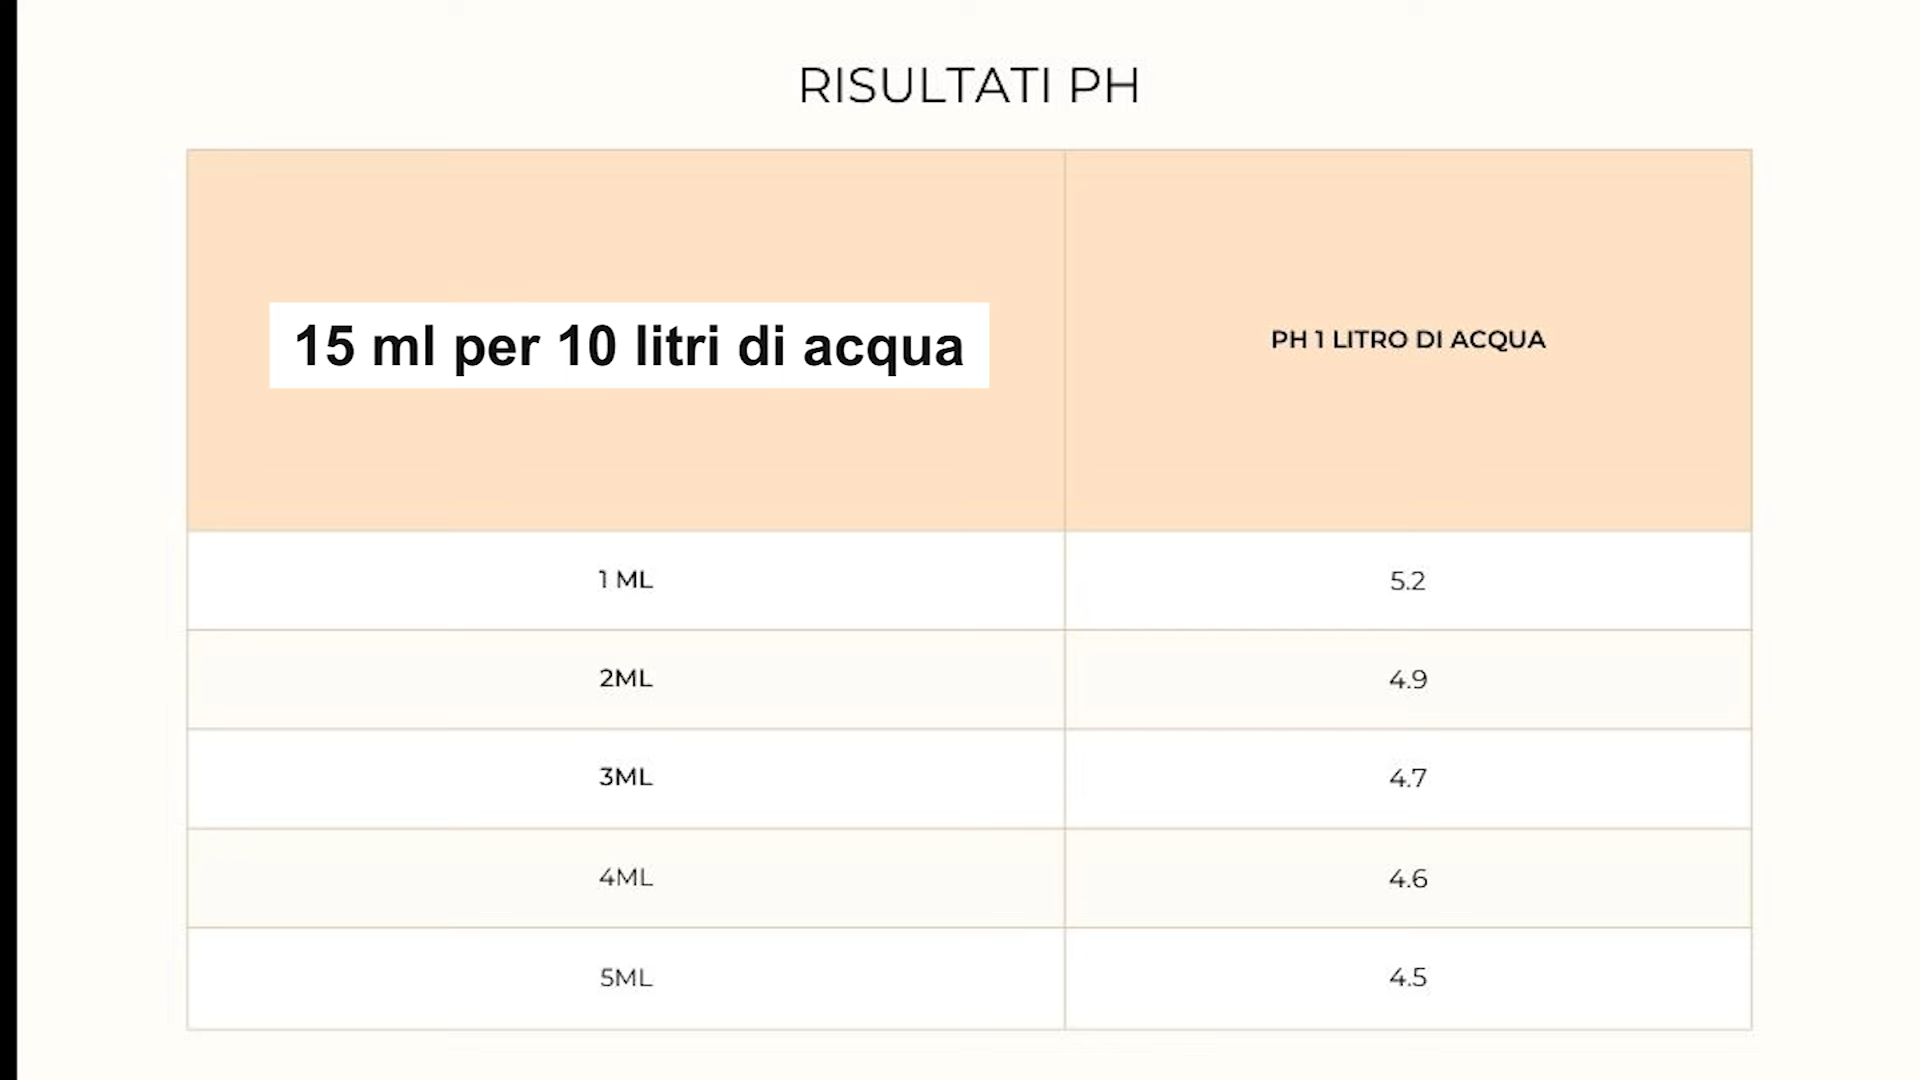 RISULTATI PH
15 ml per 10 litri di acqua
PH 1 LITRO DI ACQUA
1 ML
5.2
2ML
4.9
3ML
4.7
4ML
4.6
5ML
4.5